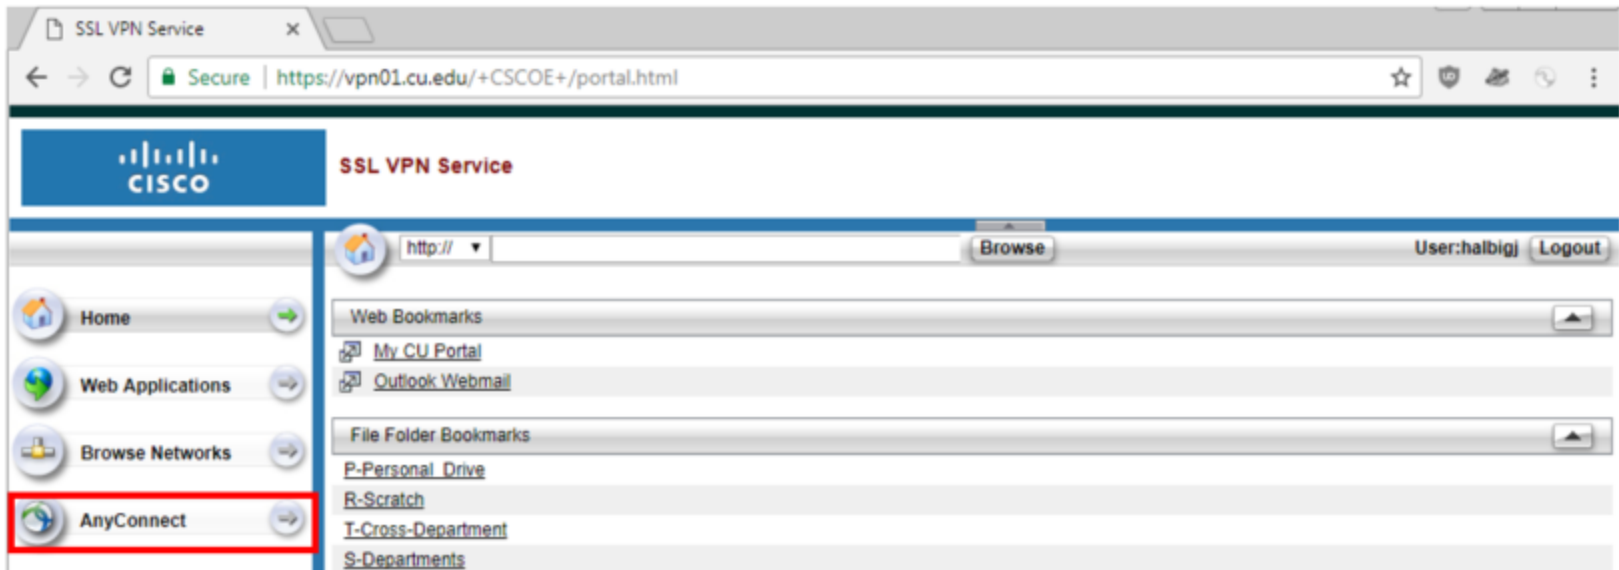 SSL VPN Service
Secure | https://vpn01.cu.edu/+CSCOE+/portal.html
CISCO
SSL VPN Service
http://
Browse
User:halbigj
Logout
Home
Web Applications
Browse Networks
AnyConnect
Web Bookmarks
My CU Portal
Outlook Webmail
File Folder Bookmarks
P-Personal Drive
R-Scratch
T-Cross-Department
S-Departments